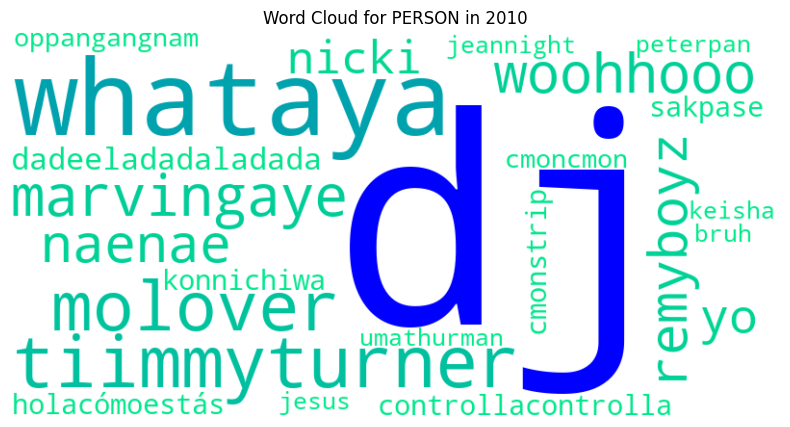 Word Cloud for PERSON in 2010
oppangangnam
nicki
jeannight
peterpan
whataya
woohhooo
sakpase
dj
dadeeladadaladada
cmoncmon
marvingaye
remyboyz
cmonstrip
keisha
naenae
bruh
konnichiwa
molover
yo
umathurman
tiimmyturner
holacómoestás
jesus
controllacontrolla